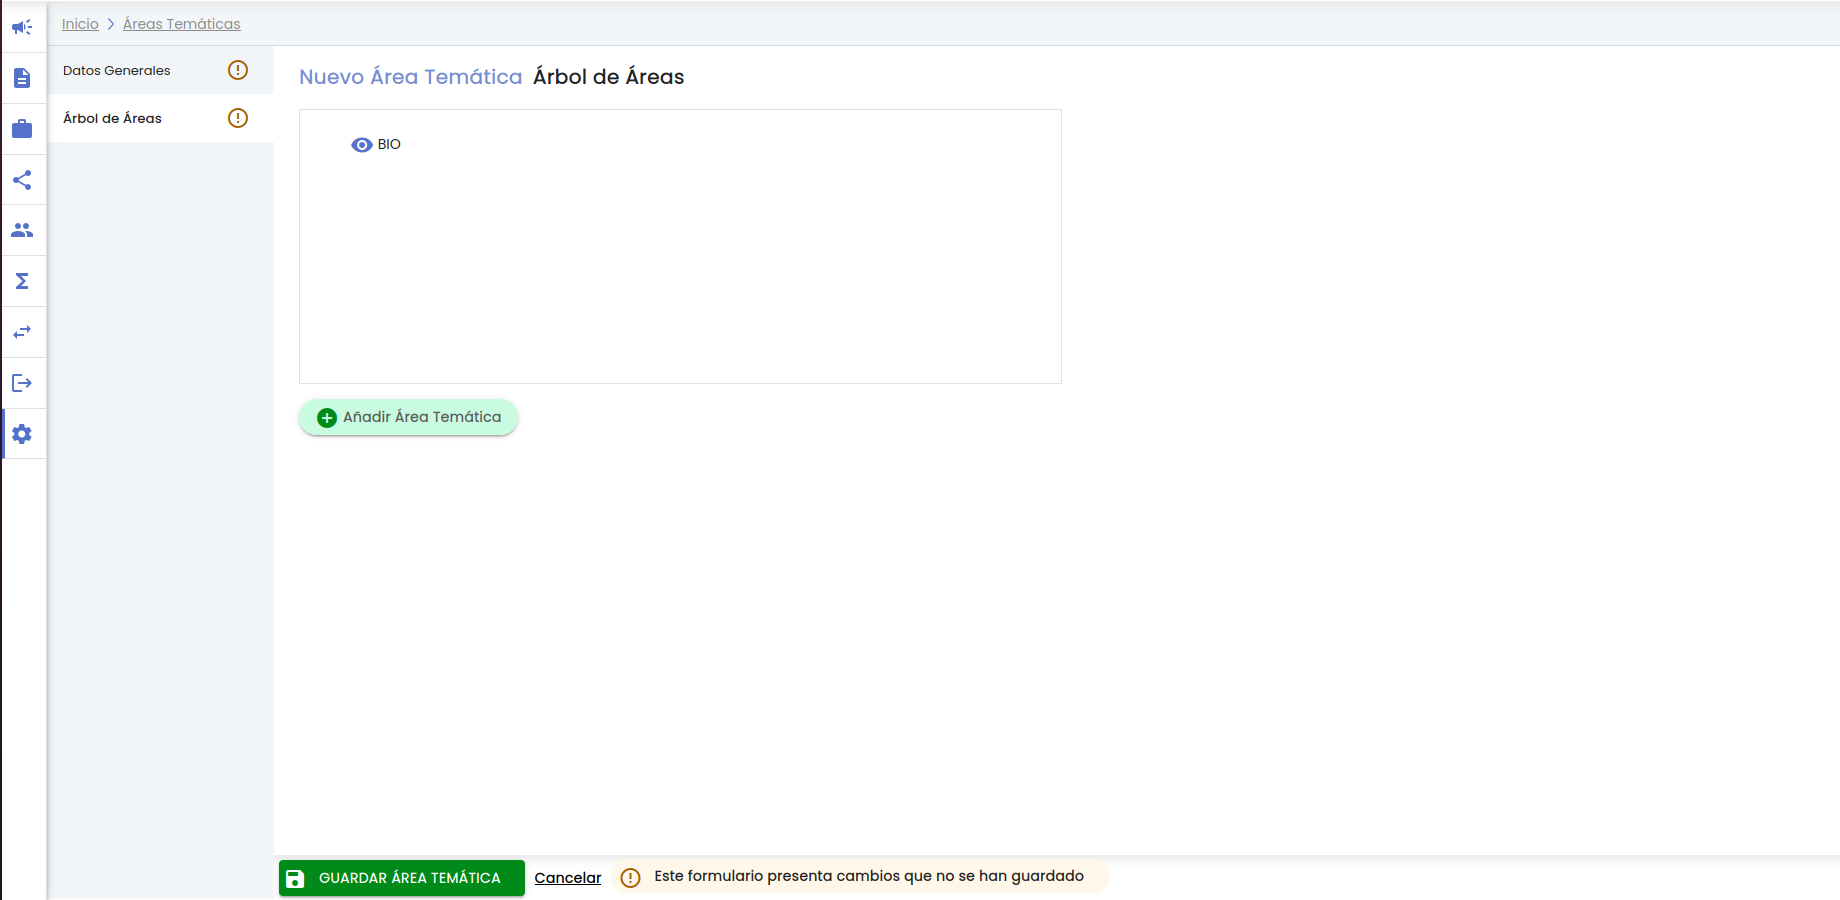 Inicio > Áreas Temáticas
Datos Generales
Árbol de Áreas
Nuevo Área Temática Árbol de Áreas
BIO
Añadir Área Temática
GUARDAR ÁREA TEMÁTICA
Cancelar
Este formulario presenta cambios que no se han guardado